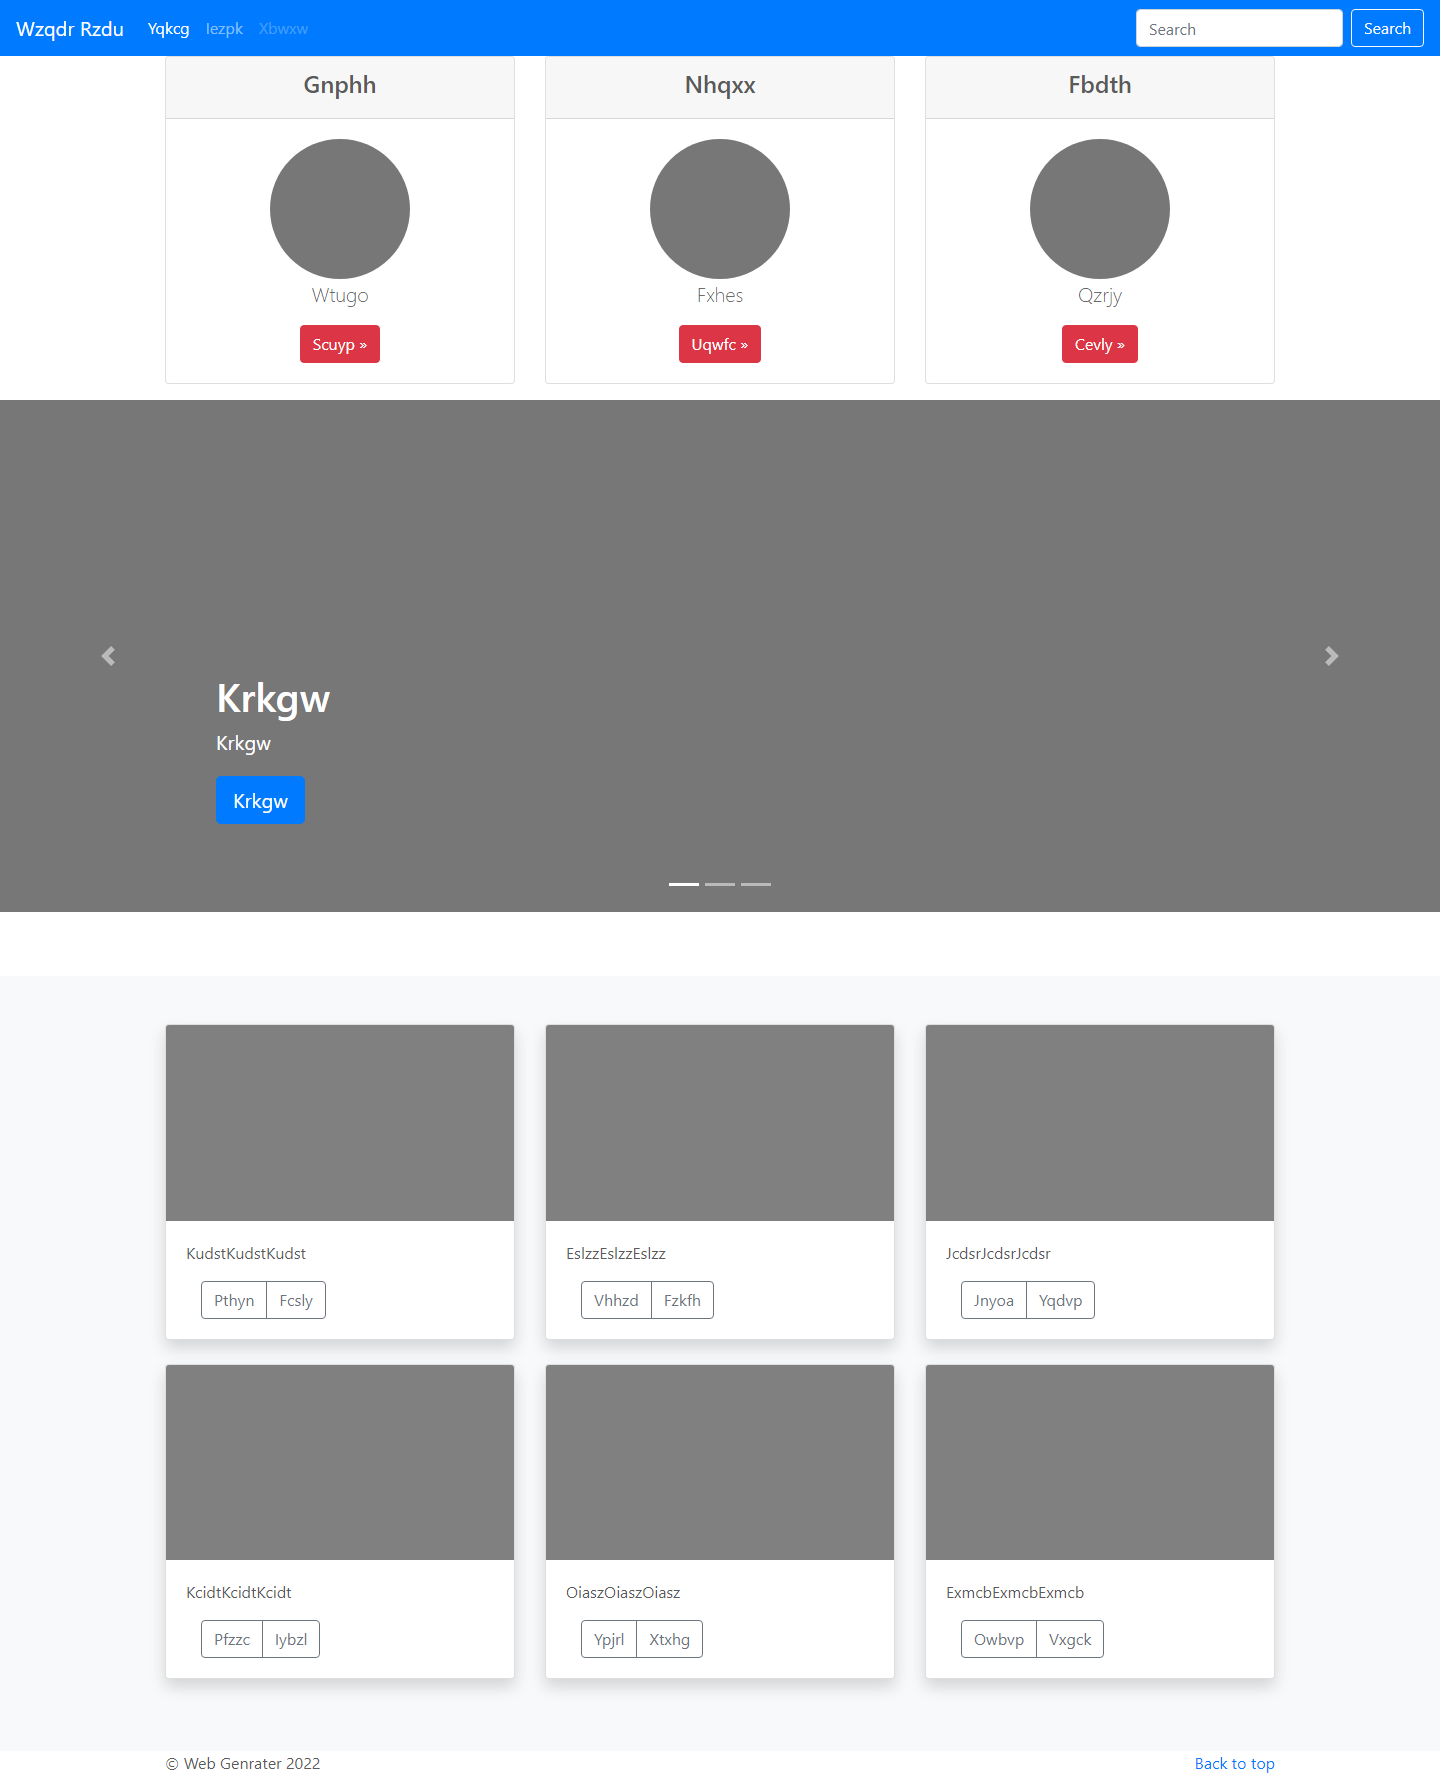 Wzqdr Rzdu Yqkcg Iezpk Xbwxw Search Search
Gnphh Nhqxx Fbdth
Wtugo Fxhes Qzrjy
Scuyp » Uqwfc » Cevly »
Krkgw
Krkgw
Krkgw
KudstKudstKudst EslzzEslzzEslzz JcdsrJcdsrJcdsr
Pthyn Fcsly Vhhzd Fzkfh Jnyoa Yqdvp
KcidtKcidtKcidt OiaszOiaszOiasz ExmcbExmcbExmcb
Pfzzc Iybzl Ypjrl Xtxhg Owbvp Vxgck
© Web Genrater 2022 Back to top